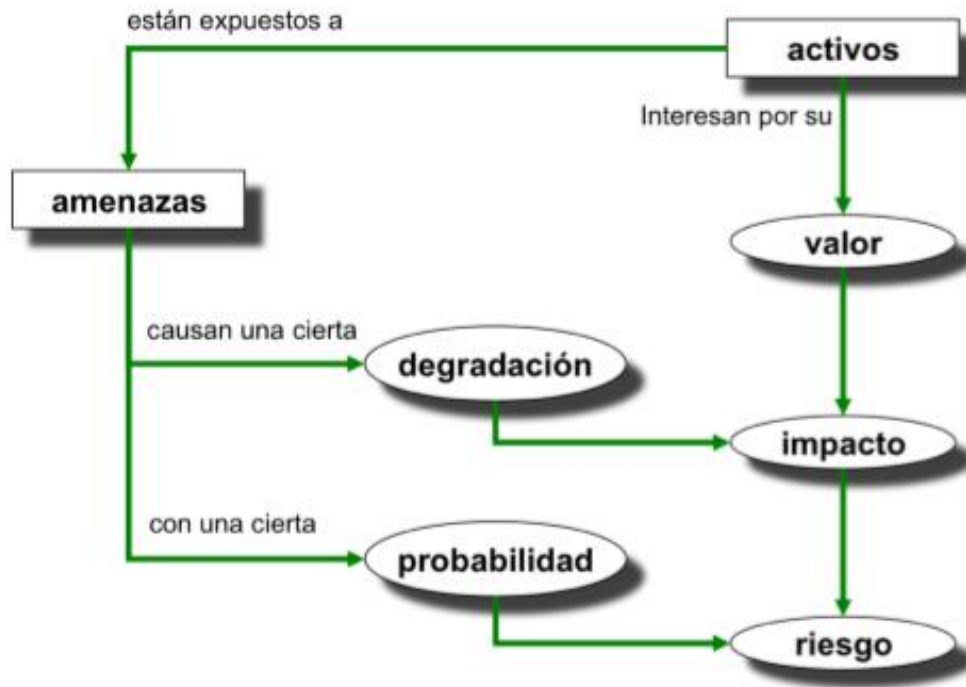 están expuestos a
activos
Interesan por su
amenazas
valor
causan una cierta
degradación
impacto
con una cierta
probabilidad
riesgo